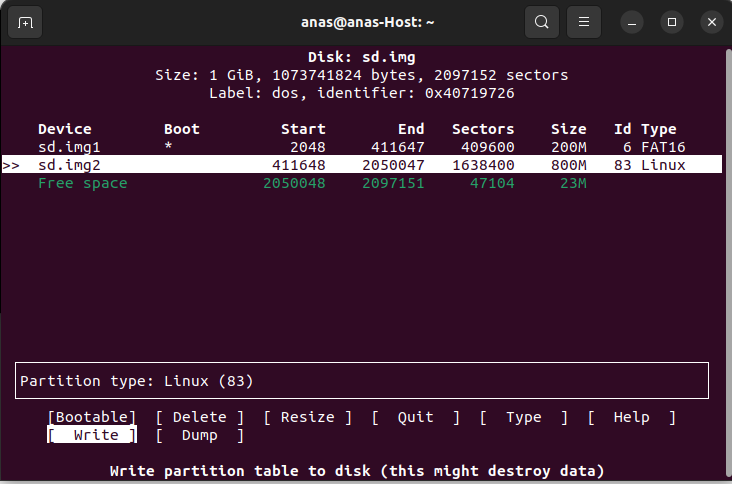 anas@anas-Host: ~
Disk: sd.img
Size: 1 GiB, 1073741824 bytes, 2097152 sectors
Label: dos, identifier: 0x40719726
Device Boot Start End Sectors Size Id Type
sd.img1 * 2048 411647 409600 200M 6 FAT16
>> sd.img2 411648 2050047 1638400 800M 83 Linux
Free space 2050048 2097151 47104 23M
Partition type: Linux (83)
[Bootable] [ Delete ] [ Resize ] [ Quit ] [ Type ] [ Help ]
[ Write ] [ Dump ]
Write partition table to disk (this might destroy data)